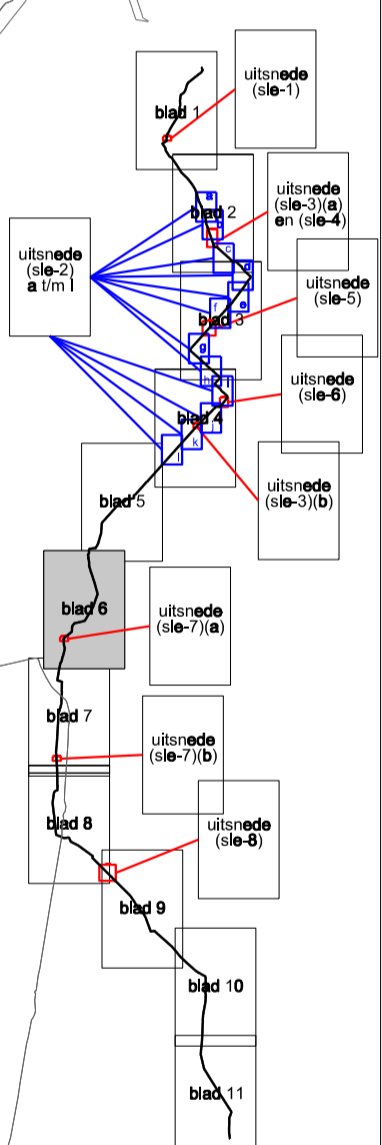 uitsnede
(sle-1)
blad 1
uitsnede
(sle-3)(a)
en (sle-4)
a
blad 2
b
uitsnede
(sle-2)
a t/m l
c
d
uitsnede
(sle-5)
e
f
blad 3
g
h
i
uitsnede
(sle-6)
blad 4
j
k
l
uitsnede
(sle-3)(b)
blad 5
blad 6
uitsnede
(sle-7)(a)
blad 7
uitsnede
(sle-7)(b)
blad 8
uitsnede
(sle-8)
blad 9
blad 10
blad 11